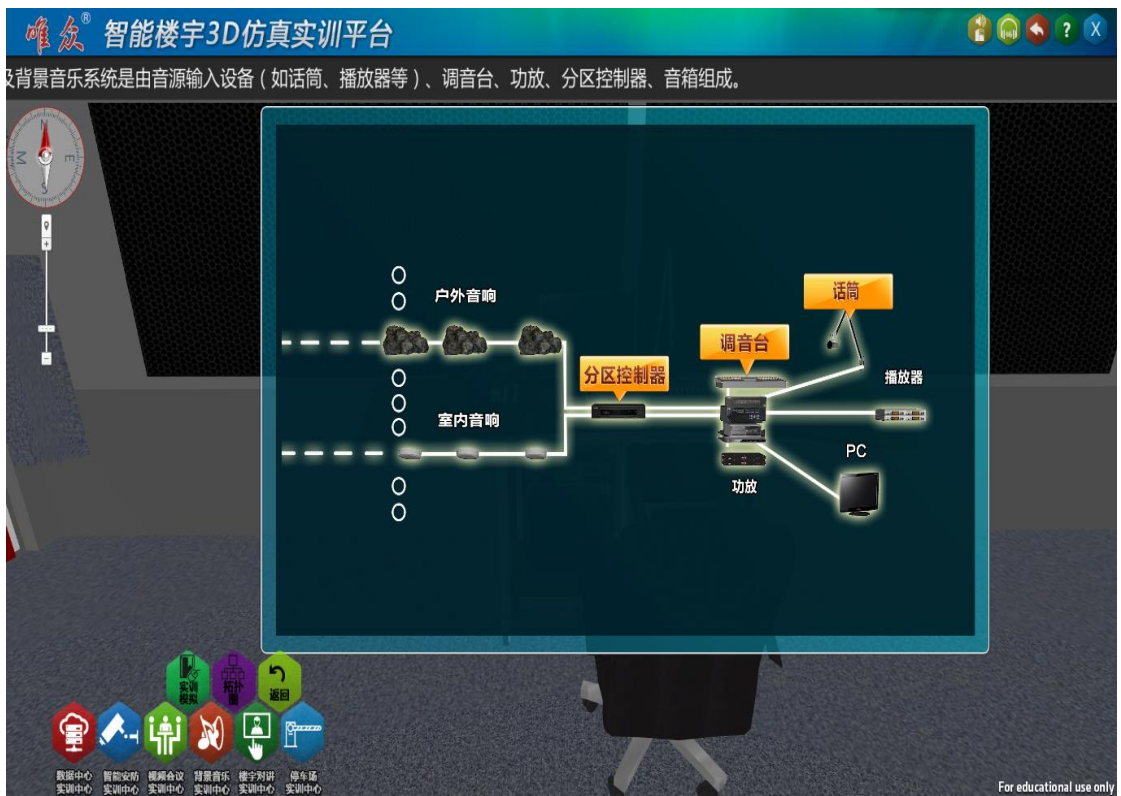 唯众® 智能楼宇3D仿真实训平台
及背景音乐系统是由音源输入设备（如话筒、播放器等）、调音台、功放、分区控制器、音箱组成。
N
E
S
户外音响
话筒
调音台
分区控制器
播放器
室内音响
PC
功放
实训模拟
拓扑图
返回
数据中心实训中心
智能安防实训中心
视频会议实训中心
背景音乐实训中心
楼宇对讲实训中心
停车场实训中心
For educational use only